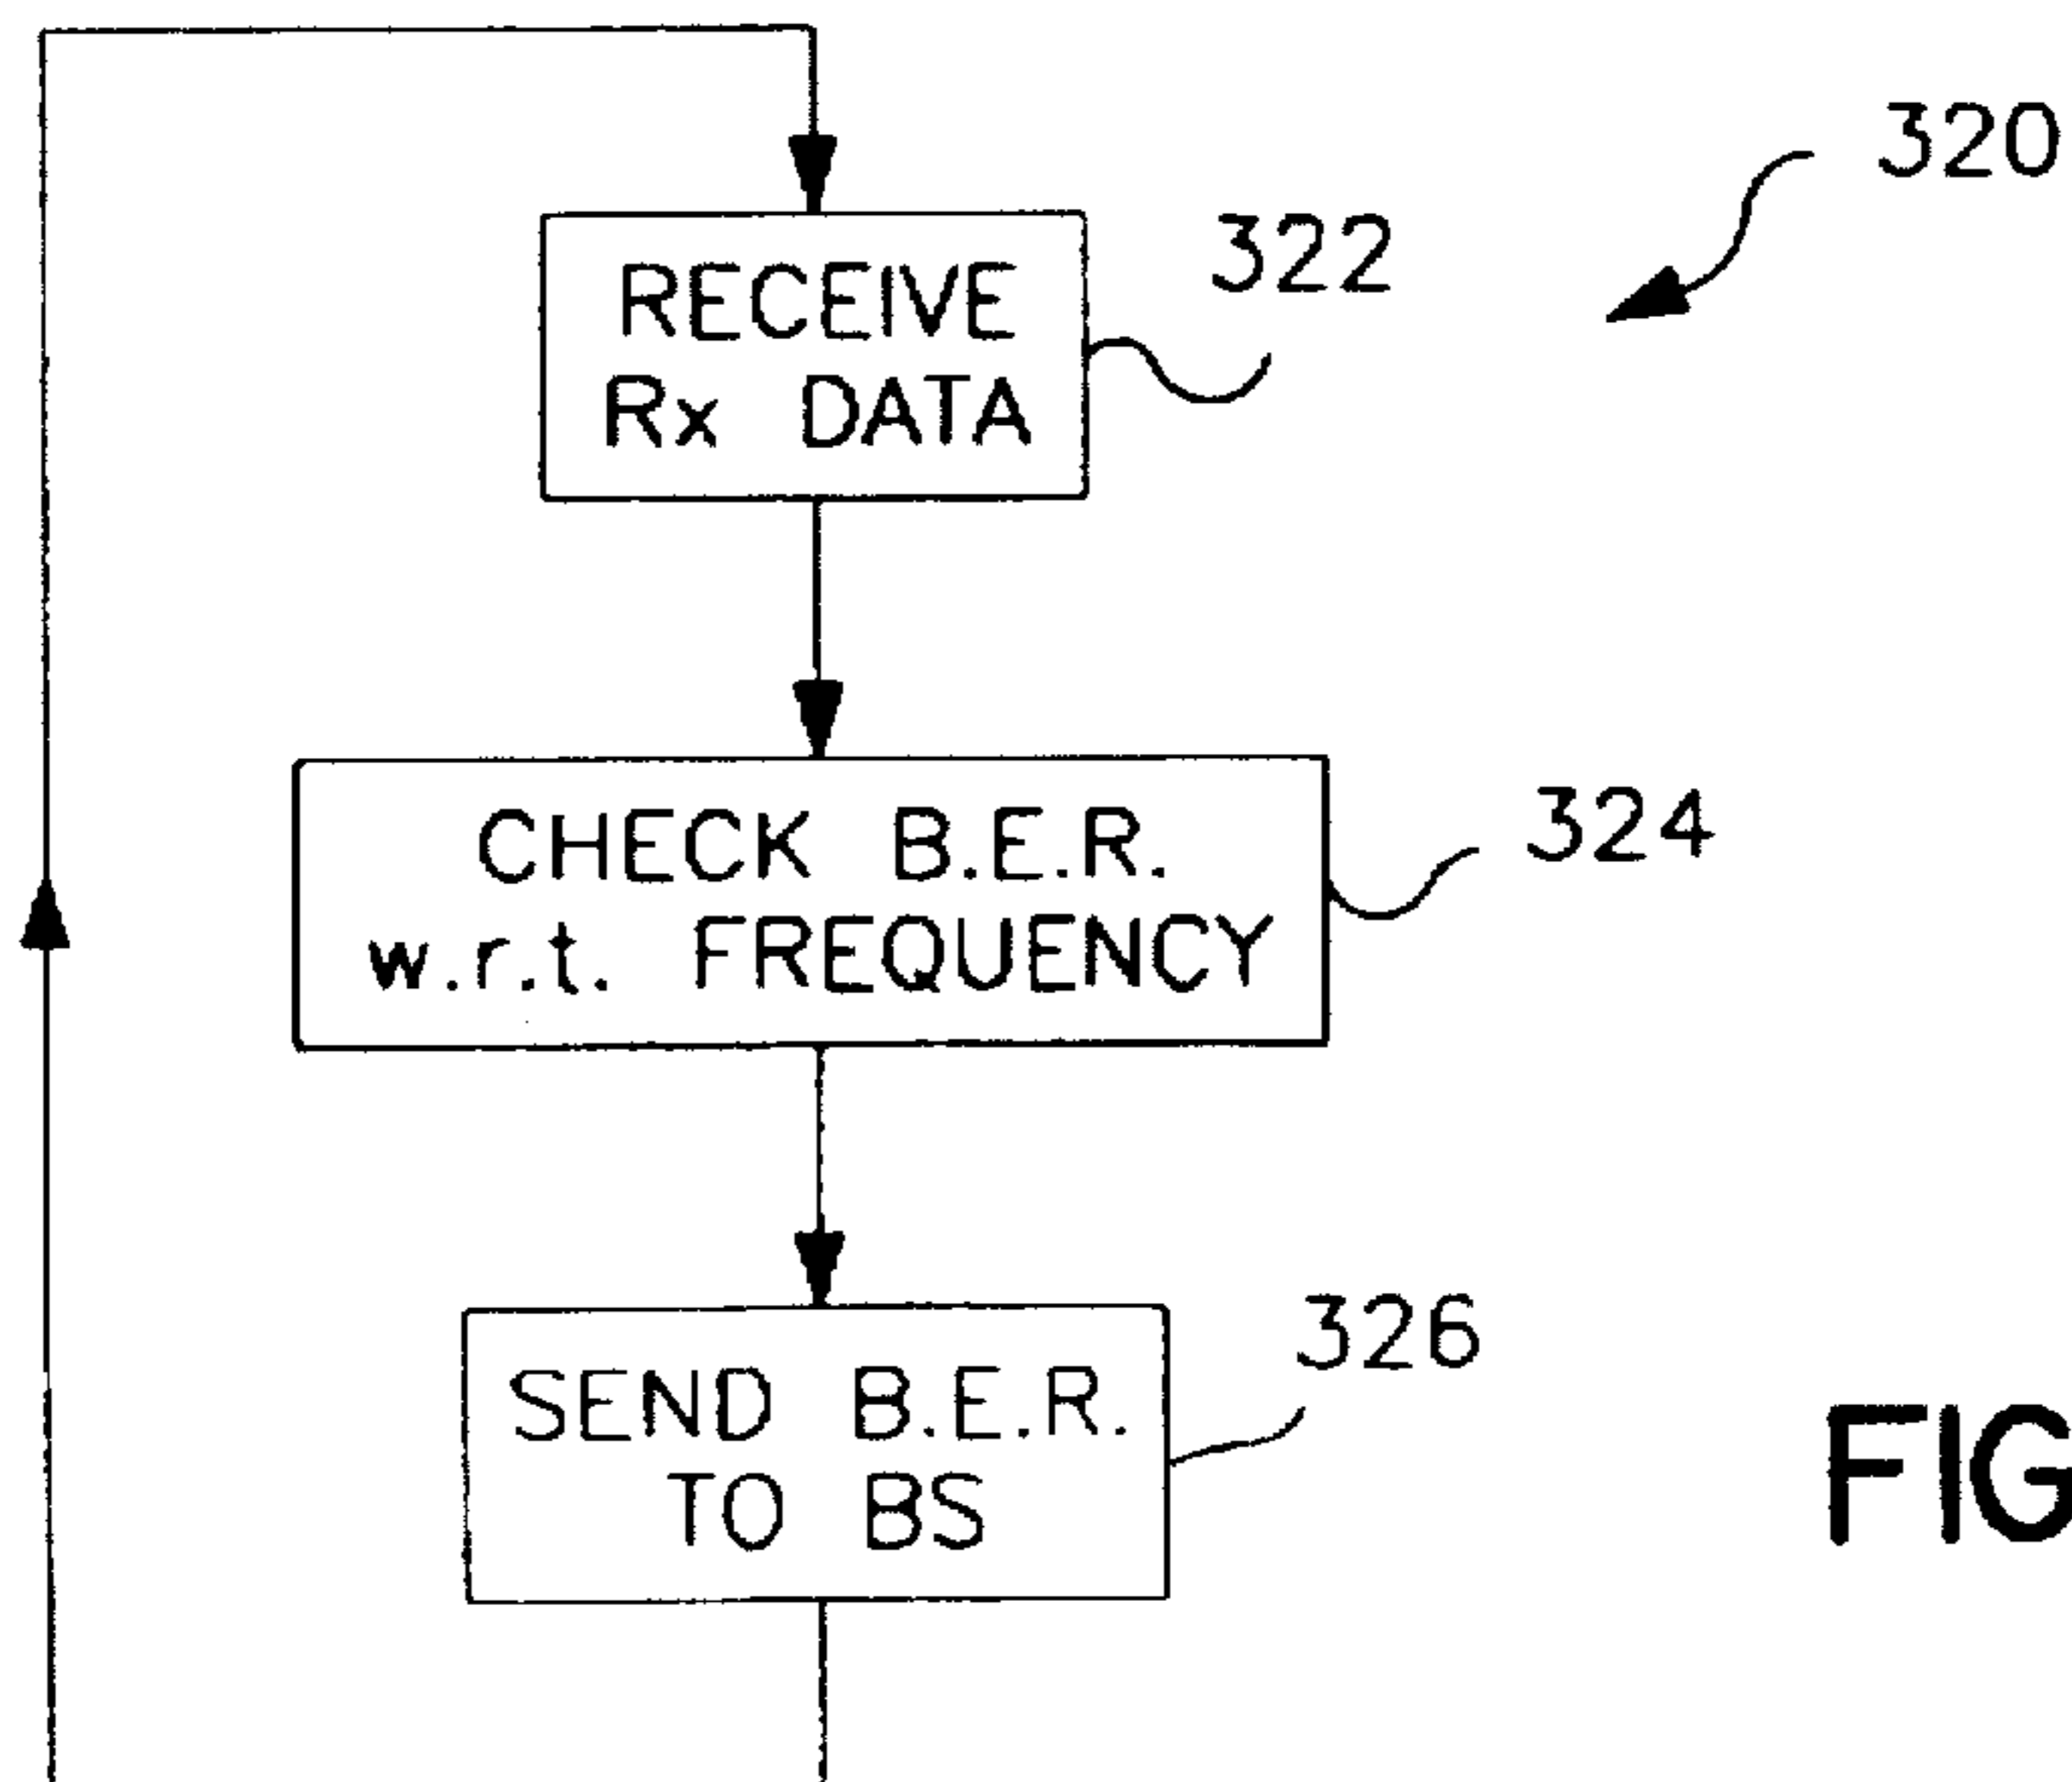 320
322
RECEIVE
Rx DATA
324
CHECK B.E.R.
w.r.t. FREQUENCY
326
SEND B.E.R.
TO BS
FIG